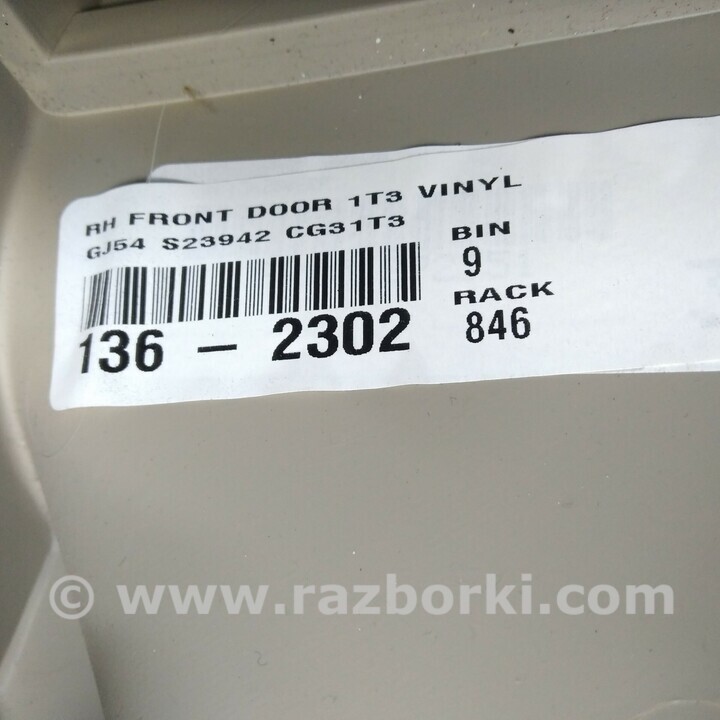 RH FRONT DOOR 1T3 VINYL
GJ54 S23942 CG31T3
136 – 2302
BIN
9
RACK
846
© www.razborki.com